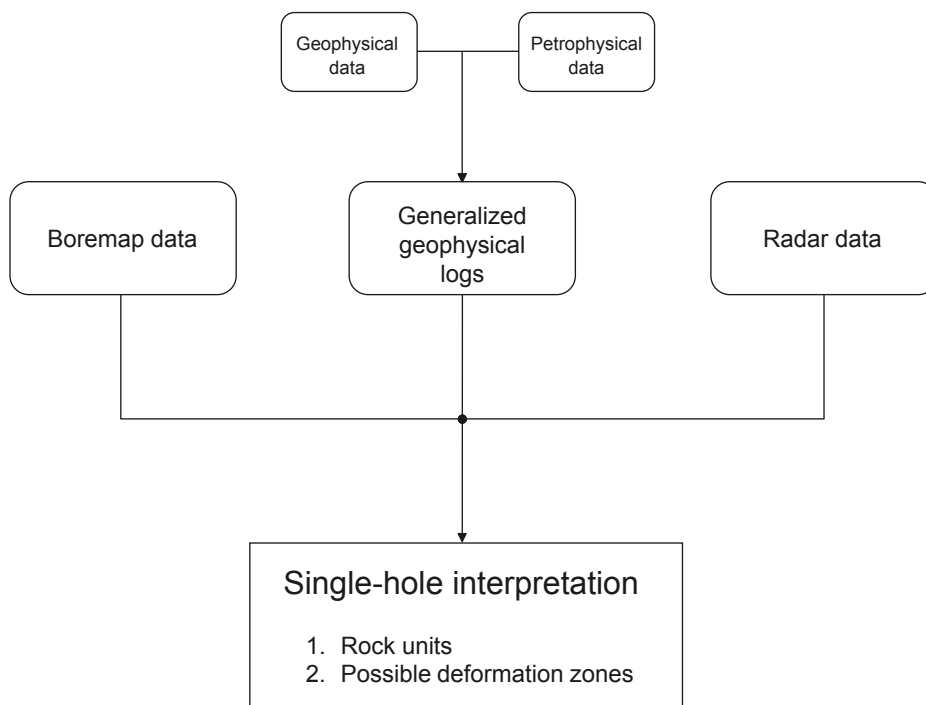 Geophysical
data
Petrophysical
data
Boremap data
Generalized
geophysical
logs
Radar data
Single-hole interpretation
1. Rock units
2. Possible deformation zones